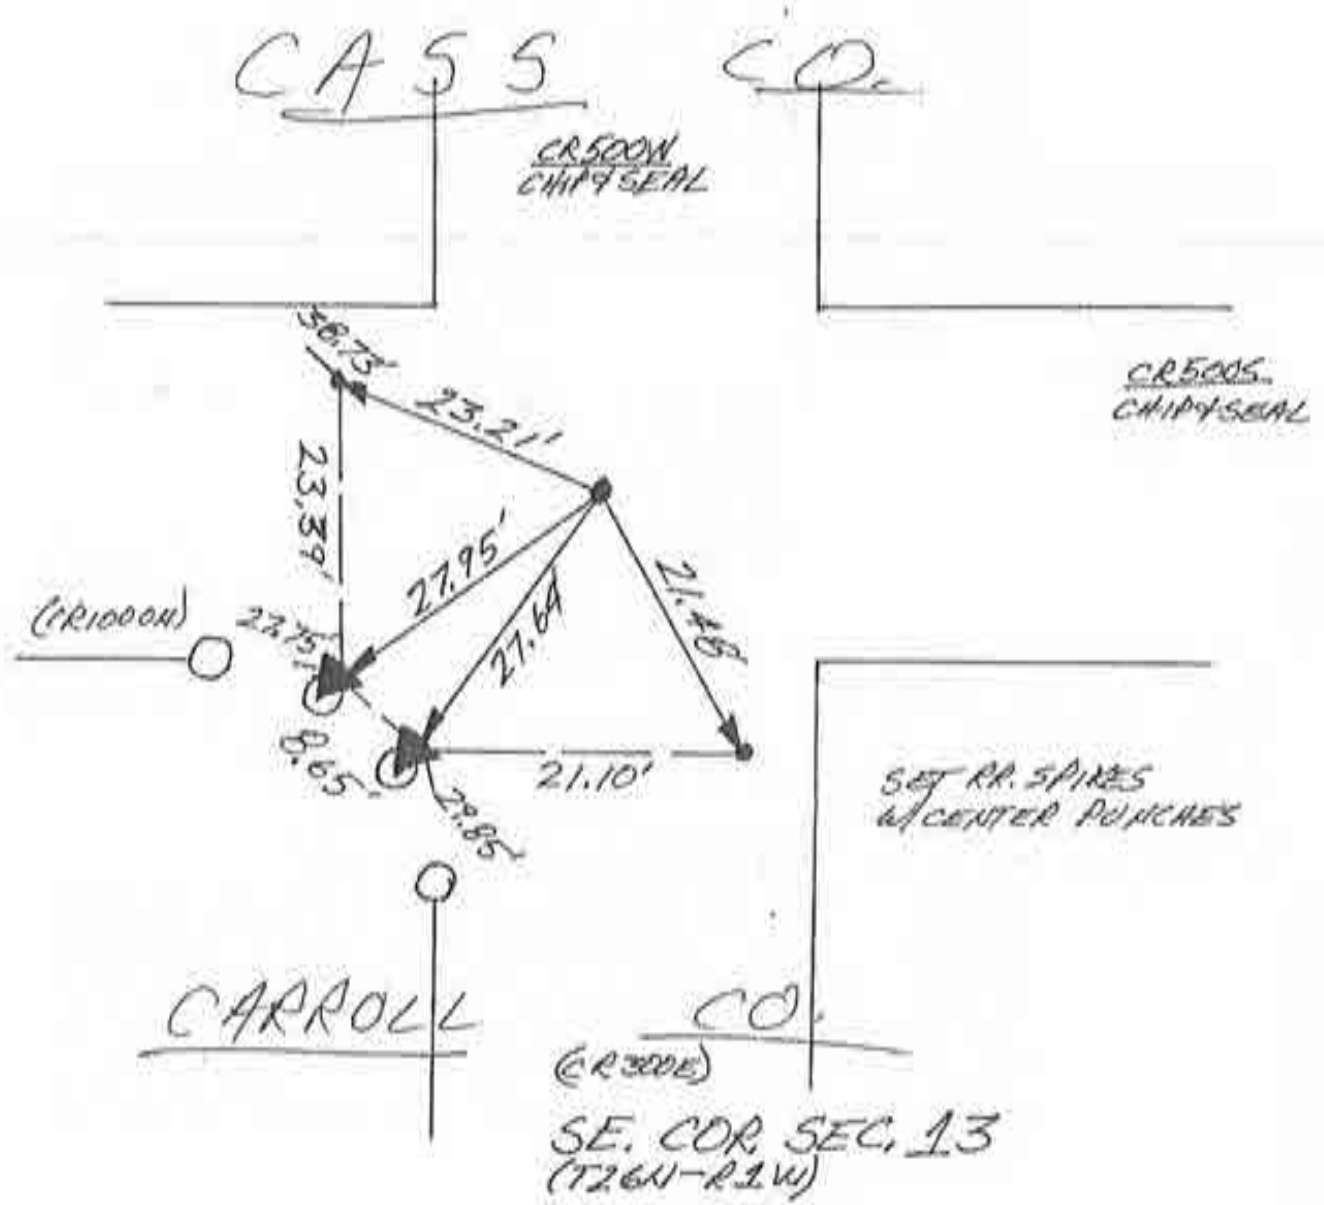 CASS CO.
CR500W
CHIP & SEAL
38.73'
CR500S
CHIP & SEAL
23.21'
23.39'
27.95'
27.64'
21.48'
(CR1000N)
27.75'
8.65'
21.10'
29.85'
SET RR. SPIKES
W/ CENTER PUNCHES
CARROLL CO.
(CR300E)
SE. COR. SEC. 13
(T26N-R1W)